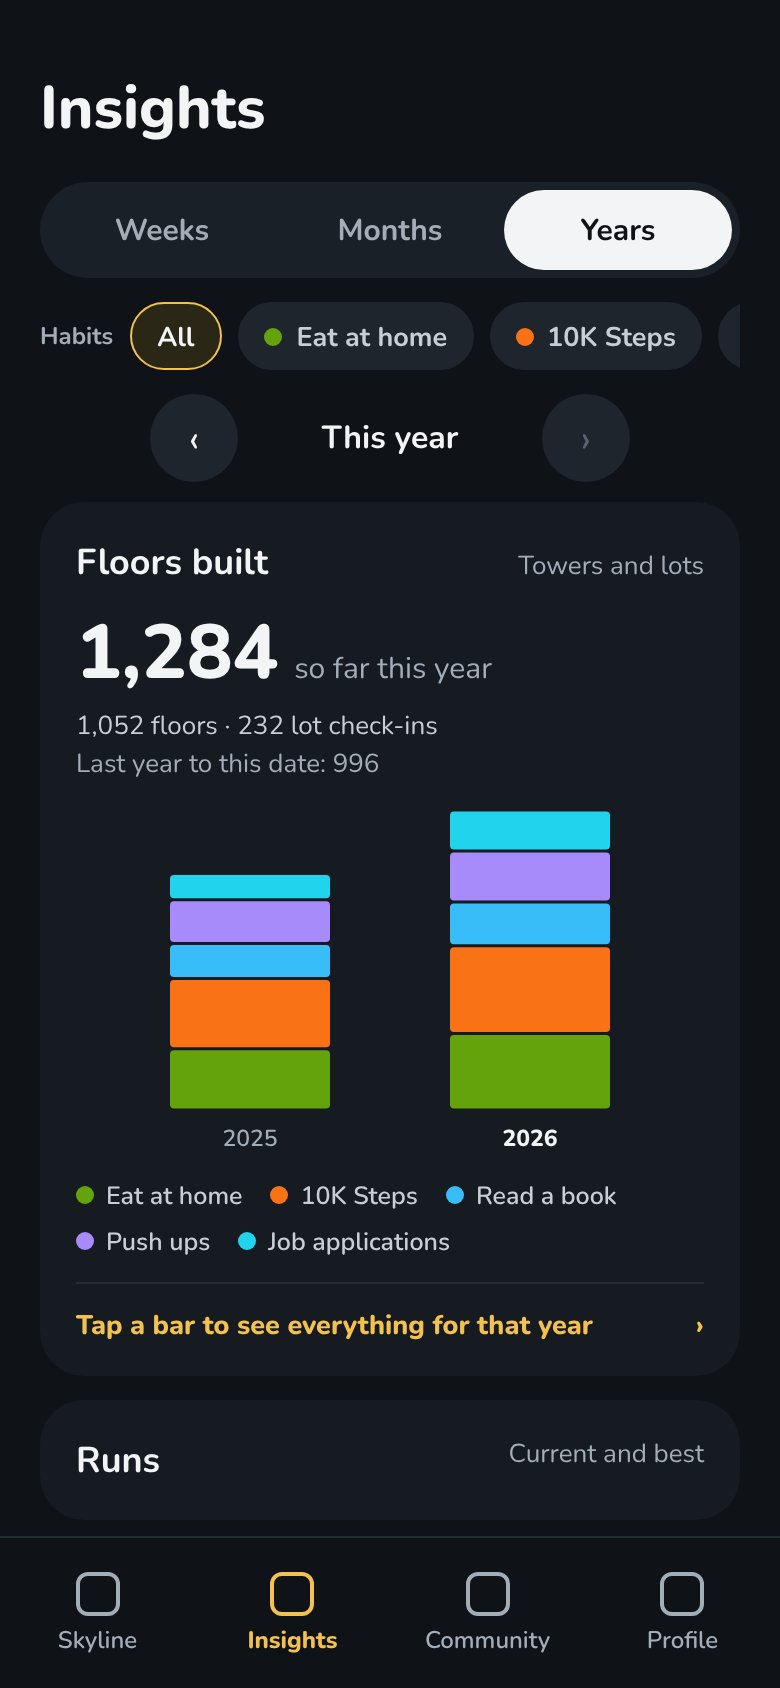 Insights
Weeks Months Years
Habits All Eat at home 10K Steps
‹ This year ›
Floors built Towers and lots
1,284 so far this year
1,052 floors · 232 lot check-ins
Last year to this date: 996
2025 2026
Eat at home 10K Steps Read a book
Push ups Job applications
Tap a bar to see everything for that year ›
Runs Current and best
Skyline Insights Community Profile